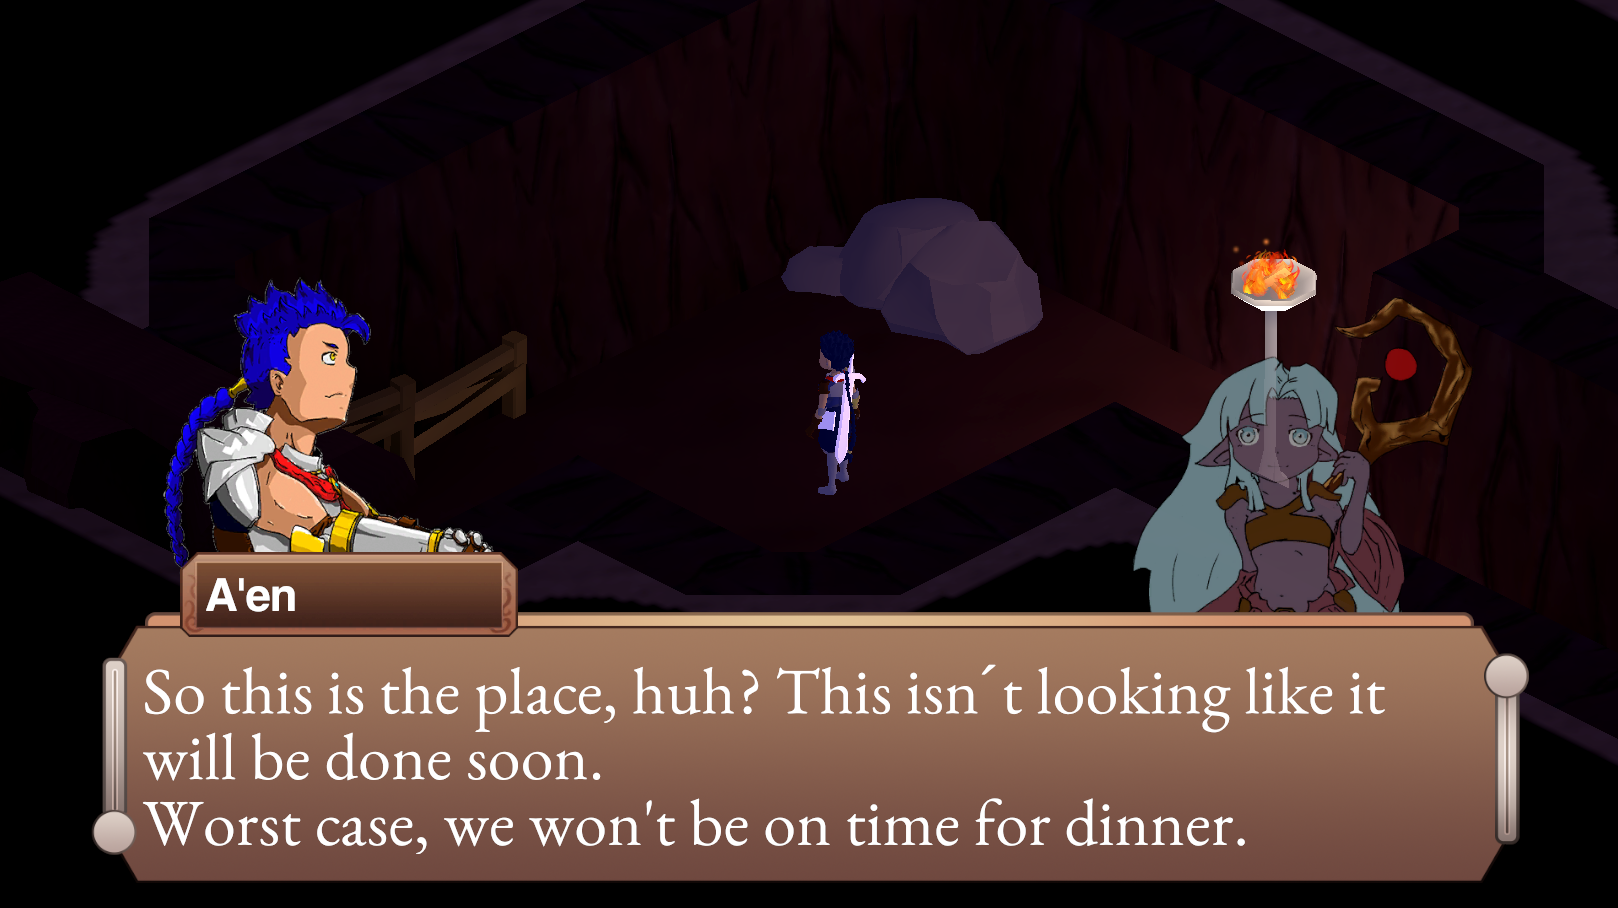 A'en
So this is the place, huh? This isn´t looking like it
will be done soon.
Worst case, we won't be on time for dinner.